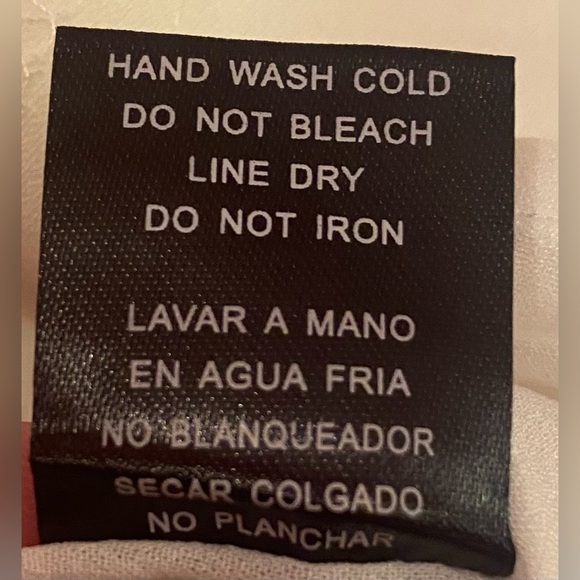 HAND WASH COLD
DO NOT BLEACH
LINE DRY
DO NOT IRON
LAVAR A MANO
EN AGUA FRIA
NO BLANQUEADOR
SECAR COLGADO
NO PLANCHAR